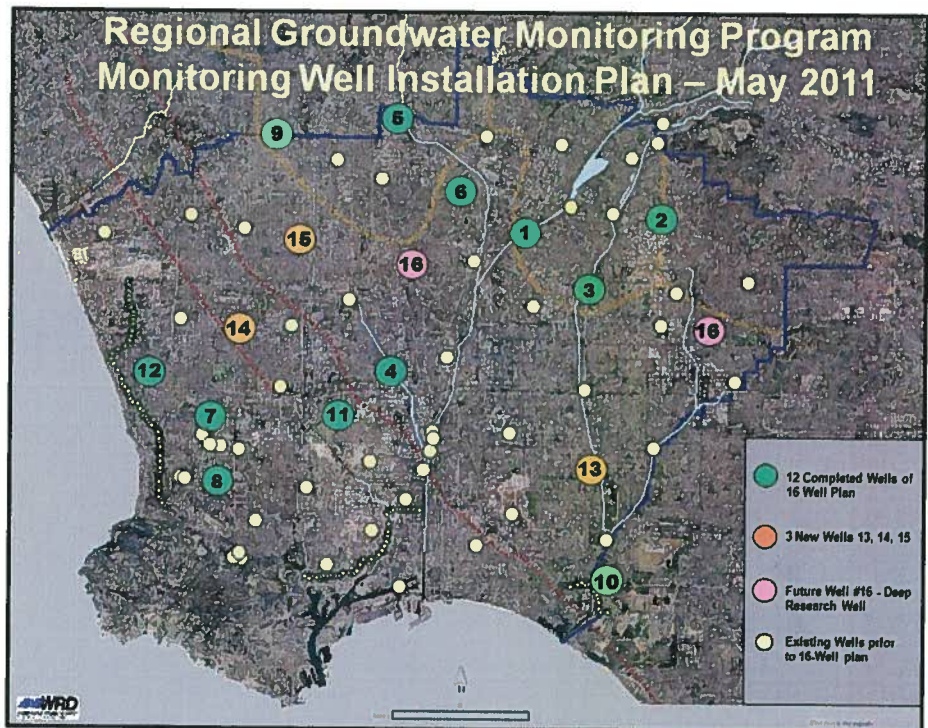 Regional Groundwater Monitoring Program
Monitoring Well Installation Plan – May 2011
5
9
6
2
1
15
16
3
14
16
12
4
7
11
13
8
10
12 Completed Wells of
16 Well Plan
3 New Wells 13, 14, 15
Future Well #16 - Deep
Research Well
Existing Wells prior
to 16-Well plan
WRD